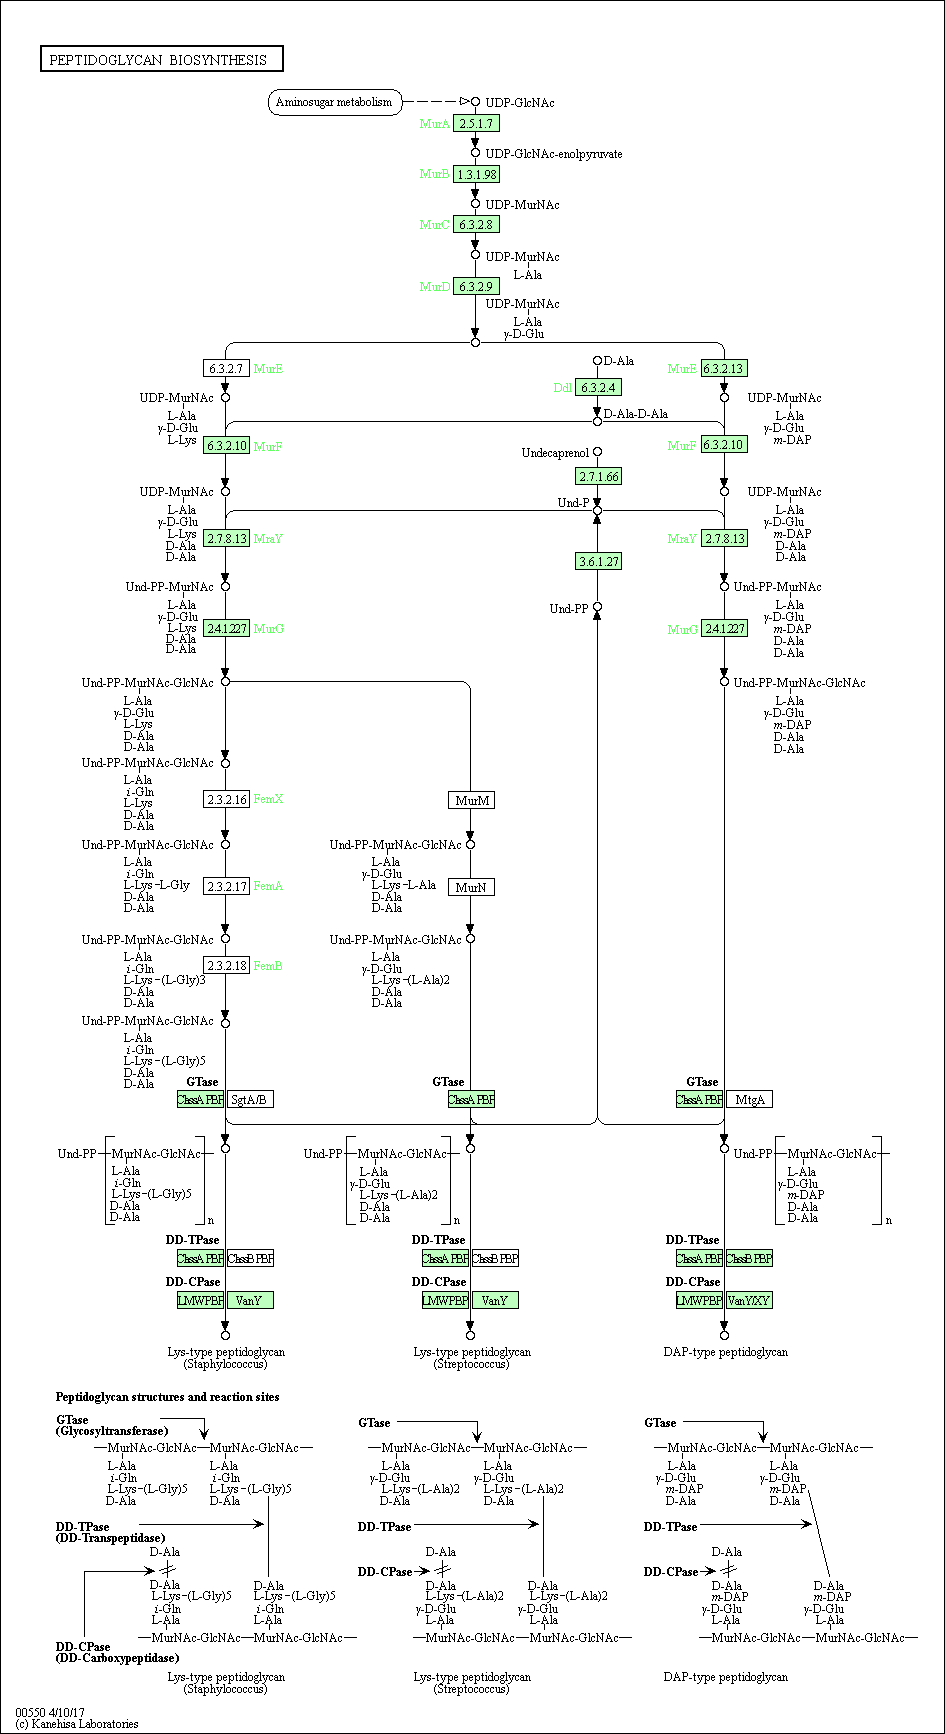 PEPTIDOGLYCAN BIOSYNTHESIS
Aminosugar metabolism
UDP-GlcNAc
MurA 2.5.1.7
UDP-GlcNAc-enolpyruvate
MurB 1.3.1.98
UDP-MurNAc
MurC 6.3.2.8
UDP-MurNAc
L-Ala
MurD 6.3.2.9
UDP-MurNAc
L-Ala
γ-D-Glu
6.3.2.7 MurE
D-Ala
MurE 6.3.2.13
Ddl 6.3.2.4
UDP-MurNAc
L-Ala
γ-D-Glu
L-Lys
D-Ala-D-Ala
UDP-MurNAc
L-Ala
γ-D-Glu
m-DAP
6.3.2.10 MurF
MurF 6.3.2.10
Undecaprenol
2.7.1.66
Und-P
UDP-MurNAc
L-Ala
γ-D-Glu
L-Lys
D-Ala
D-Ala
UDP-MurNAc
L-Ala
γ-D-Glu
m-DAP
D-Ala
D-Ala
2.7.8.13 MraY
MraY 2.7.8.13
3.6.1.27
Und-PP
Und-PP-MurNAc
L-Ala
γ-D-Glu
L-Lys
D-Ala
D-Ala
Und-PP-MurNAc
L-Ala
γ-D-Glu
m-DAP
D-Ala
D-Ala
2.4.1.227 MurG
MurG 2.4.1.227
Und-PP-MurNAc-GlcNAc
L-Ala
γ-D-Glu
L-Lys
D-Ala
D-Ala
Und-PP-MurNAc-GlcNAc
L-Ala
γ-D-Glu
m-DAP
D-Ala
D-Ala
Und-PP-MurNAc-GlcNAc
L-Ala
i-Gln
L-Lys
D-Ala
D-Ala
2.3.2.16 FemX
MurM
Und-PP-MurNAc-GlcNAc
L-Ala
i-Gln
L-Lys-L-Gly
D-Ala
D-Ala
2.3.2.17 FemA
Und-PP-MurNAc-GlcNAc
L-Ala
γ-D-Glu
L-Lys-L-Ala
D-Ala
D-Ala
MurN
Und-PP-MurNAc-GlcNAc
L-Ala
i-Gln
L-Lys-(L-Gly)3
D-Ala
D-Ala
2.3.2.18 FemB
Und-PP-MurNAc-GlcNAc
L-Ala
γ-D-Glu
L-Lys-(L-Ala)2
D-Ala
D-Ala
Und-PP-MurNAc-GlcNAc
L-Ala
i-Gln
L-Lys-(L-Gly)5
D-Ala
D-Ala
GTase
ClassA PBP SgtA/B
GTase
ClassA PBP
GTase
ClassA PBP MtgA
Und-PP MurNAc-GlcNAc
L-Ala
i-Gln
L-Lys-(L-Gly)5
D-Ala
D-Ala
n
Und-PP MurNAc-GlcNAc
L-Ala
γ-D-Glu
L-Lys-(L-Ala)2
D-Ala
D-Ala
n
Und-PP MurNAc-GlcNAc
L-Ala
γ-D-Glu
m-DAP
D-Ala
D-Ala
n
DD-TPase
ClassA PBP ClassB PBP
DD-TPase
ClassA PBP ClassB PBP
DD-TPase
ClassA PBP ClassB PBP
DD-CPase
LMWPBP VanY
DD-CPase
LMWPBP VanY
DD-CPase
LMWPBP VanY/XY
Lys-type peptidoglycan
(Staphylococcus)
Lys-type peptidoglycan
(Streptococcus)
DAP-type peptidoglycan
Peptidoglycan structures and reaction sites
GTase
(Glycosyltransferase)
MurNAc-GlcNAc MurNAc-GlcNAc
L-Ala L-Ala
i-Gln i-Gln
L-Lys-(L-Gly)5 L-Lys-(L-Gly)5
D-Ala D-Ala
DD-TPase
(DD-Transpeptidase)
D-Ala
D-Ala D-Ala
L-Lys-(L-Gly)5 L-Lys-(L-Gly)5
i-Gln i-Gln
L-Ala L-Ala
MurNAc-GlcNAc MurNAc-GlcNAc
DD-CPase
(DD-Carboxypeptidase)
Lys-type peptidoglycan
(Staphylococcus)
GTase
MurNAc-GlcNAc MurNAc-GlcNAc
L-Ala L-Ala
γ-D-Glu γ-D-Glu
L-Lys-(L-Ala)2 L-Lys-(L-Ala)2
D-Ala D-Ala
DD-TPase
D-Ala
DD-CPase
D-Ala D-Ala
L-Lys-(L-Ala)2 L-Lys-(L-Ala)2
γ-D-Glu γ-D-Glu
L-Ala L-Ala
MurNAc-GlcNAc MurNAc-GlcNAc
Lys-type peptidoglycan
(Streptococcus)
GTase
MurNAc-GlcNAc MurNAc-GlcNAc
L-Ala L-Ala
γ-D-Glu γ-D-Glu
m-DAP m-DAP
D-Ala D-Ala
DD-TPase
D-Ala
DD-CPase
D-Ala D-Ala
m-DAP m-DAP
γ-D-Glu γ-D-Glu
L-Ala L-Ala
MurNAc-GlcNAc MurNAc-GlcNAc
DAP-type peptidoglycan
00550 4/10/17
(c) Kanehisa Laboratories